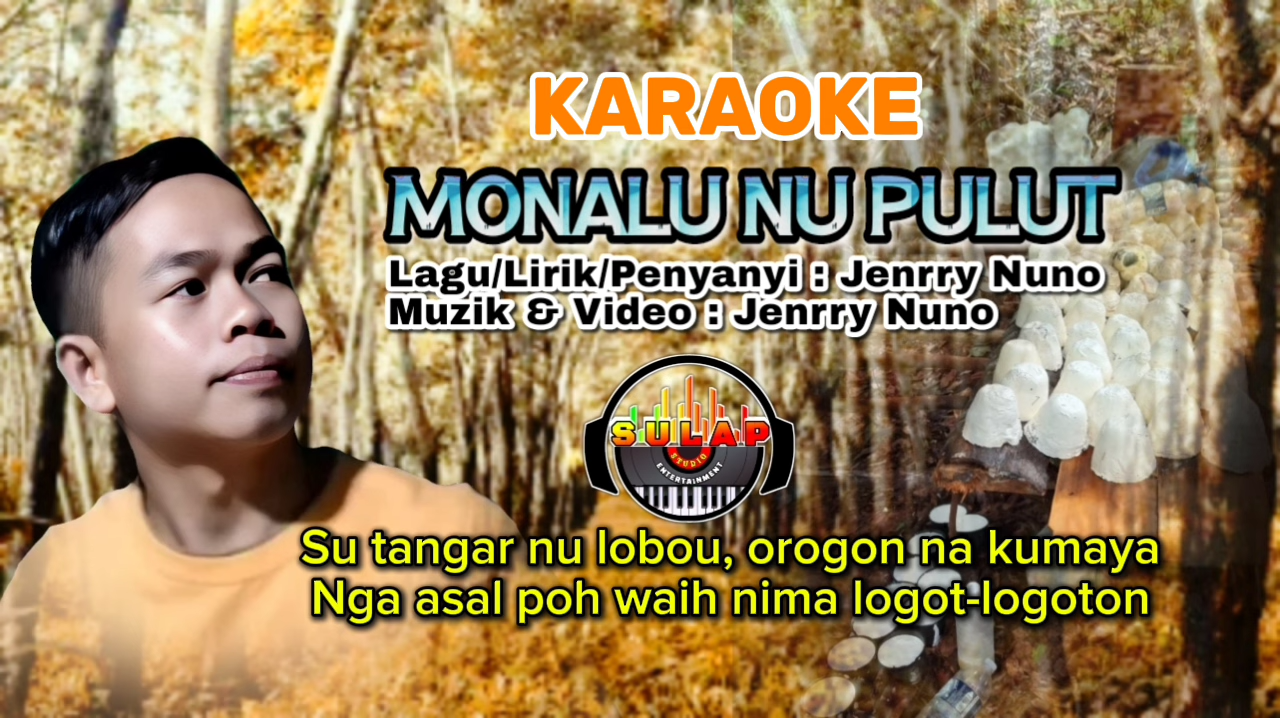 KARAOKE
MONALU NU PULUT
Lagu/Lirik/Penyanyi : Jenrry Nuno
Muzik & Video : Jenrry Nuno
SULAP
STUDIO
ENTERTAINMENT
Su tangar nu lobou, orogon na kumaya
Nga asal poh waih nima logot-logoton